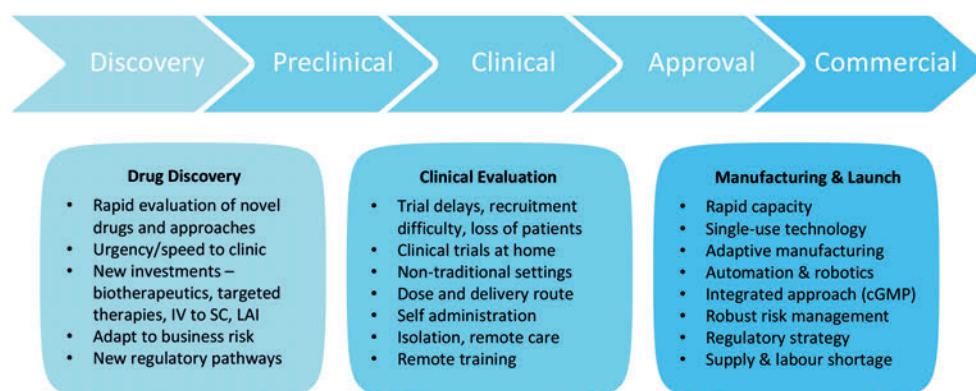 Discovery
Preclinical
Clinical
Approval
Commercial
Drug Discovery
• Rapid evaluation of novel
drugs and approaches
• Urgency/speed to clinic
• New investments –
biotherapeutics, targeted
therapies, IV to SC, LAI
• Adapt to business risk
• New regulatory pathways
Clinical Evaluation
• Trial delays, recruitment
difficulty, loss of patients
• Clinical trials at home
• Non-traditional settings
• Dose and delivery route
• Self administration
• Isolation, remote care
• Remote training
Manufacturing & Launch
• Rapid capacity
• Single-use technology
• Adaptive manufacturing
• Automation & robotics
• Integrated approach (cGMP)
• Robust risk management
• Regulatory strategy
• Supply & labour shortage